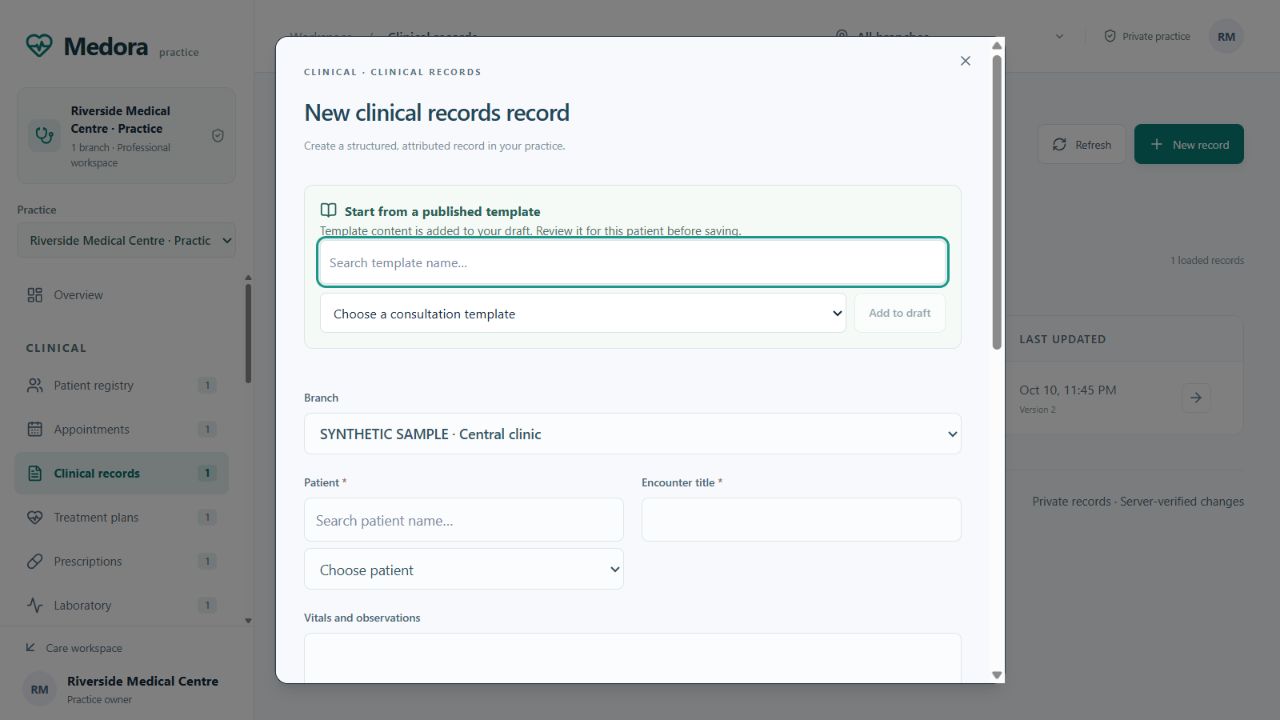 Medora practice
Riverside Medical
Centre · Practice
1 branch · Professional
workspace
Practice
Riverside Medical Centre · Practic
Overview
CLINICAL
Patient registry 1
Appointments 1
Clinical records 1
Treatment plans 1
Prescriptions 1
Laboratory 1
Care workspace
RM
Riverside Medical Centre
Practice owner
Workspace / Clinical records
All branches
Private practice
RM
Refresh
New record
1 loaded records
LAST UPDATED
Oct 10, 11:45 PM
Version 2
Private records · Server-verified changes
CLINICAL · CLINICAL RECORDS
New clinical records record
Create a structured, attributed record in your practice.
Start from a published template
Template content is added to your draft. Review it for this patient before saving.
Search template name...
Choose a consultation template
Add to draft
Branch
SYNTHETIC SAMPLE · Central clinic
Patient *
Encounter title *
Search patient name...
Choose patient
Vitals and observations